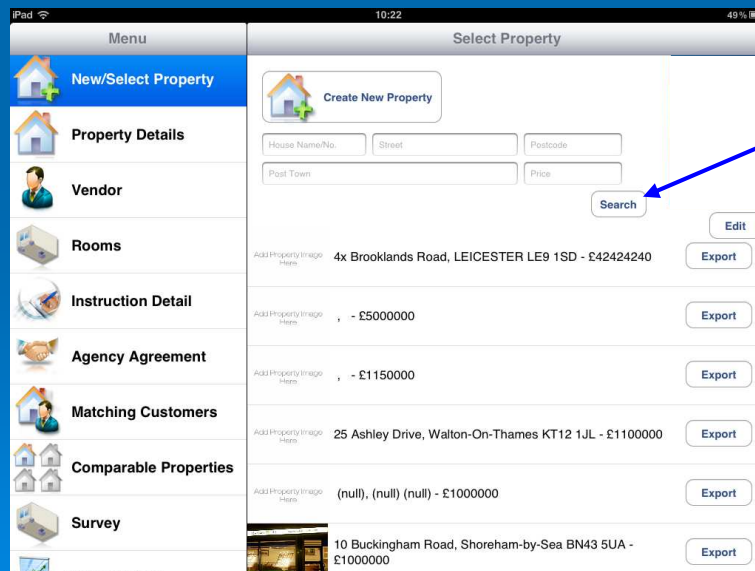 iPad 10:22 49%
Menu
Select Property
New/Select Property
Property Details
Vendor
Rooms
Instruction Detail
Agency Agreement
Matching Customers
Comparable Properties
Survey
Create New Property
House Name/No. Street Postcode
Post Town Price
Search
Edit
Add Property Image
Here
4x Brooklands Road, LEICESTER LE9 1SD - £42424240
Export
Add Property Image
Here
, - £5000000
Export
Add Property Image
Here
, - £1150000
Export
Add Property Image
Here
25 Ashley Drive, Walton-On-Thames KT12 1JL - £1100000
Export
Add Property Image
Here
(null), (null) (null) - £1000000
Export
10 Buckingham Road, Shoreham-by-Sea BN43 5UA -
£1000000
Export